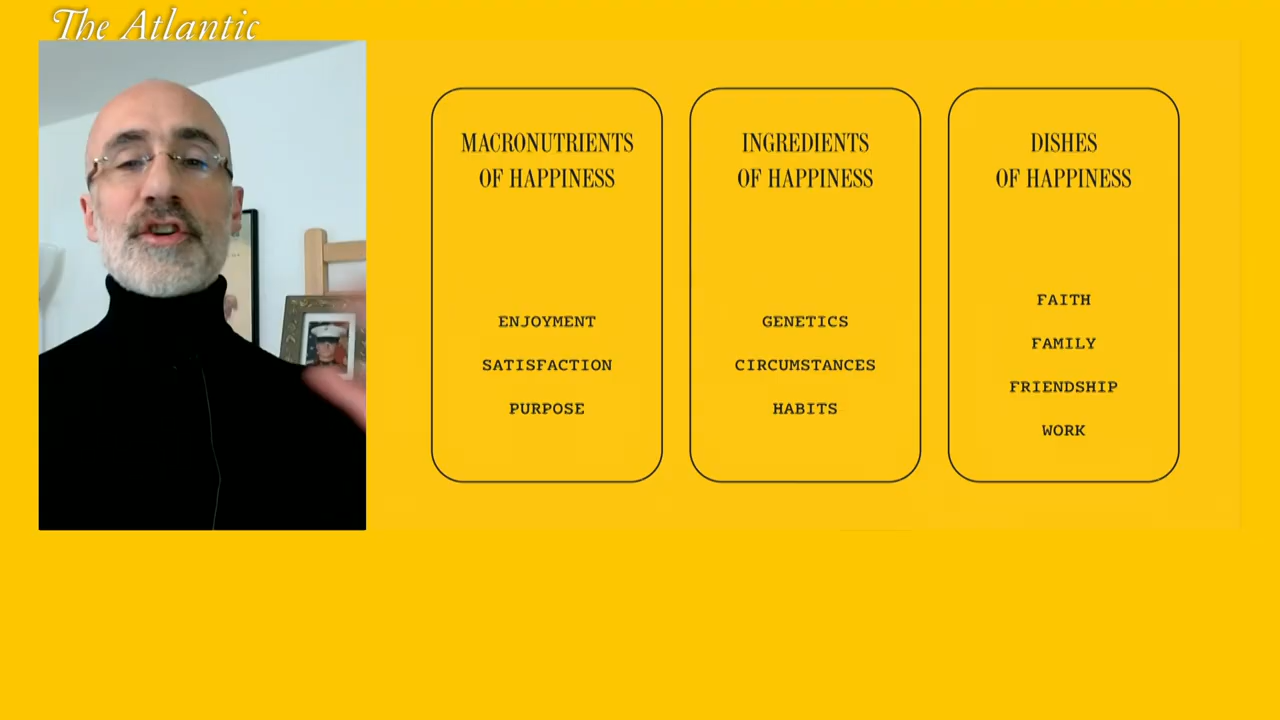 The Atlantic
MACRONUTRIENTS
OF HAPPINESS
ENJOYMENT
SATISFACTION
PURPOSE
INGREDIENTS
OF HAPPINESS
GENETICS
CIRCUMSTANCES
HABITS
DISHES
OF HAPPINESS
FAITH
FAMILY
FRIENDSHIP
WORK